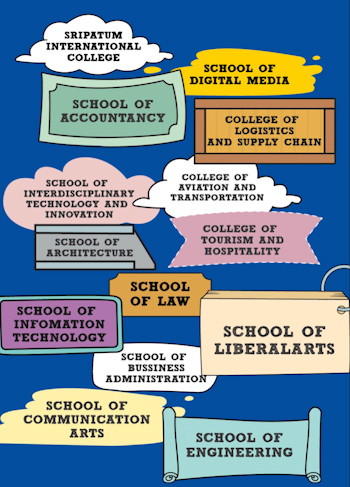 SRIPATUM
INTERNATIONAL
COLLEGE
SCHOOL OF
DIGITAL MEDIA
SCHOOL OF
ACCOUNTANCY
COLLEGE OF
LOGISTICS
AND SUPPLY CHAIN
SCHOOL OF
INTERDISCIPLINARY
TECHNOLOGY AND
INNOVATION
COLLEGE OF
AVIATION AND
TRANSPORTATION
SCHOOL OF
ARCHITECTURE
COLLEGE OF
TOURISM AND
HOSPITALITY
SCHOOL
OF LAW
SCHOOL OF
INFOMATION
TECHNOLOGY
SCHOOL OF
LIBERALARTS
SCHOOL OF
BUSSINESS
ADMINISTRATION
SCHOOL OF
COMMUNICATION
ARTS
SCHOOL OF
ENGINEERING